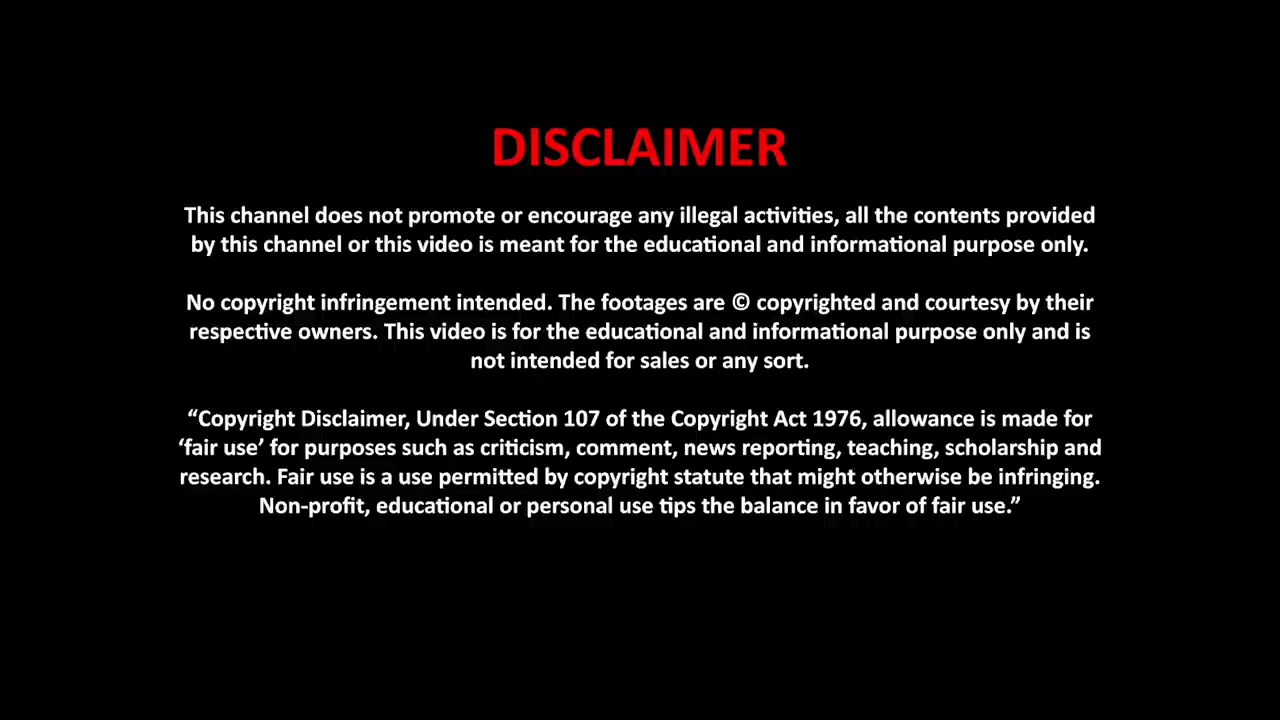 DISCLAIMER
This channel does not promote or encourage any illegal activities, all the contents provided
by this channel or this video is meant for the educational and informational purpose only.
No copyright infringement intended. The footages are © copyrighted and courtesy by their
respective owners. This video is for the educational and informational purpose only and is
not intended for sales or any sort.
“Copyright Disclaimer, Under Section 107 of the Copyright Act 1976, allowance is made for
‘fair use’ for purposes such as criticism, comment, news reporting, teaching, scholarship and
research. Fair use is a use permitted by copyright statute that might otherwise be infringing.
Non-profit, educational or personal use tips the balance in favor of fair use.”